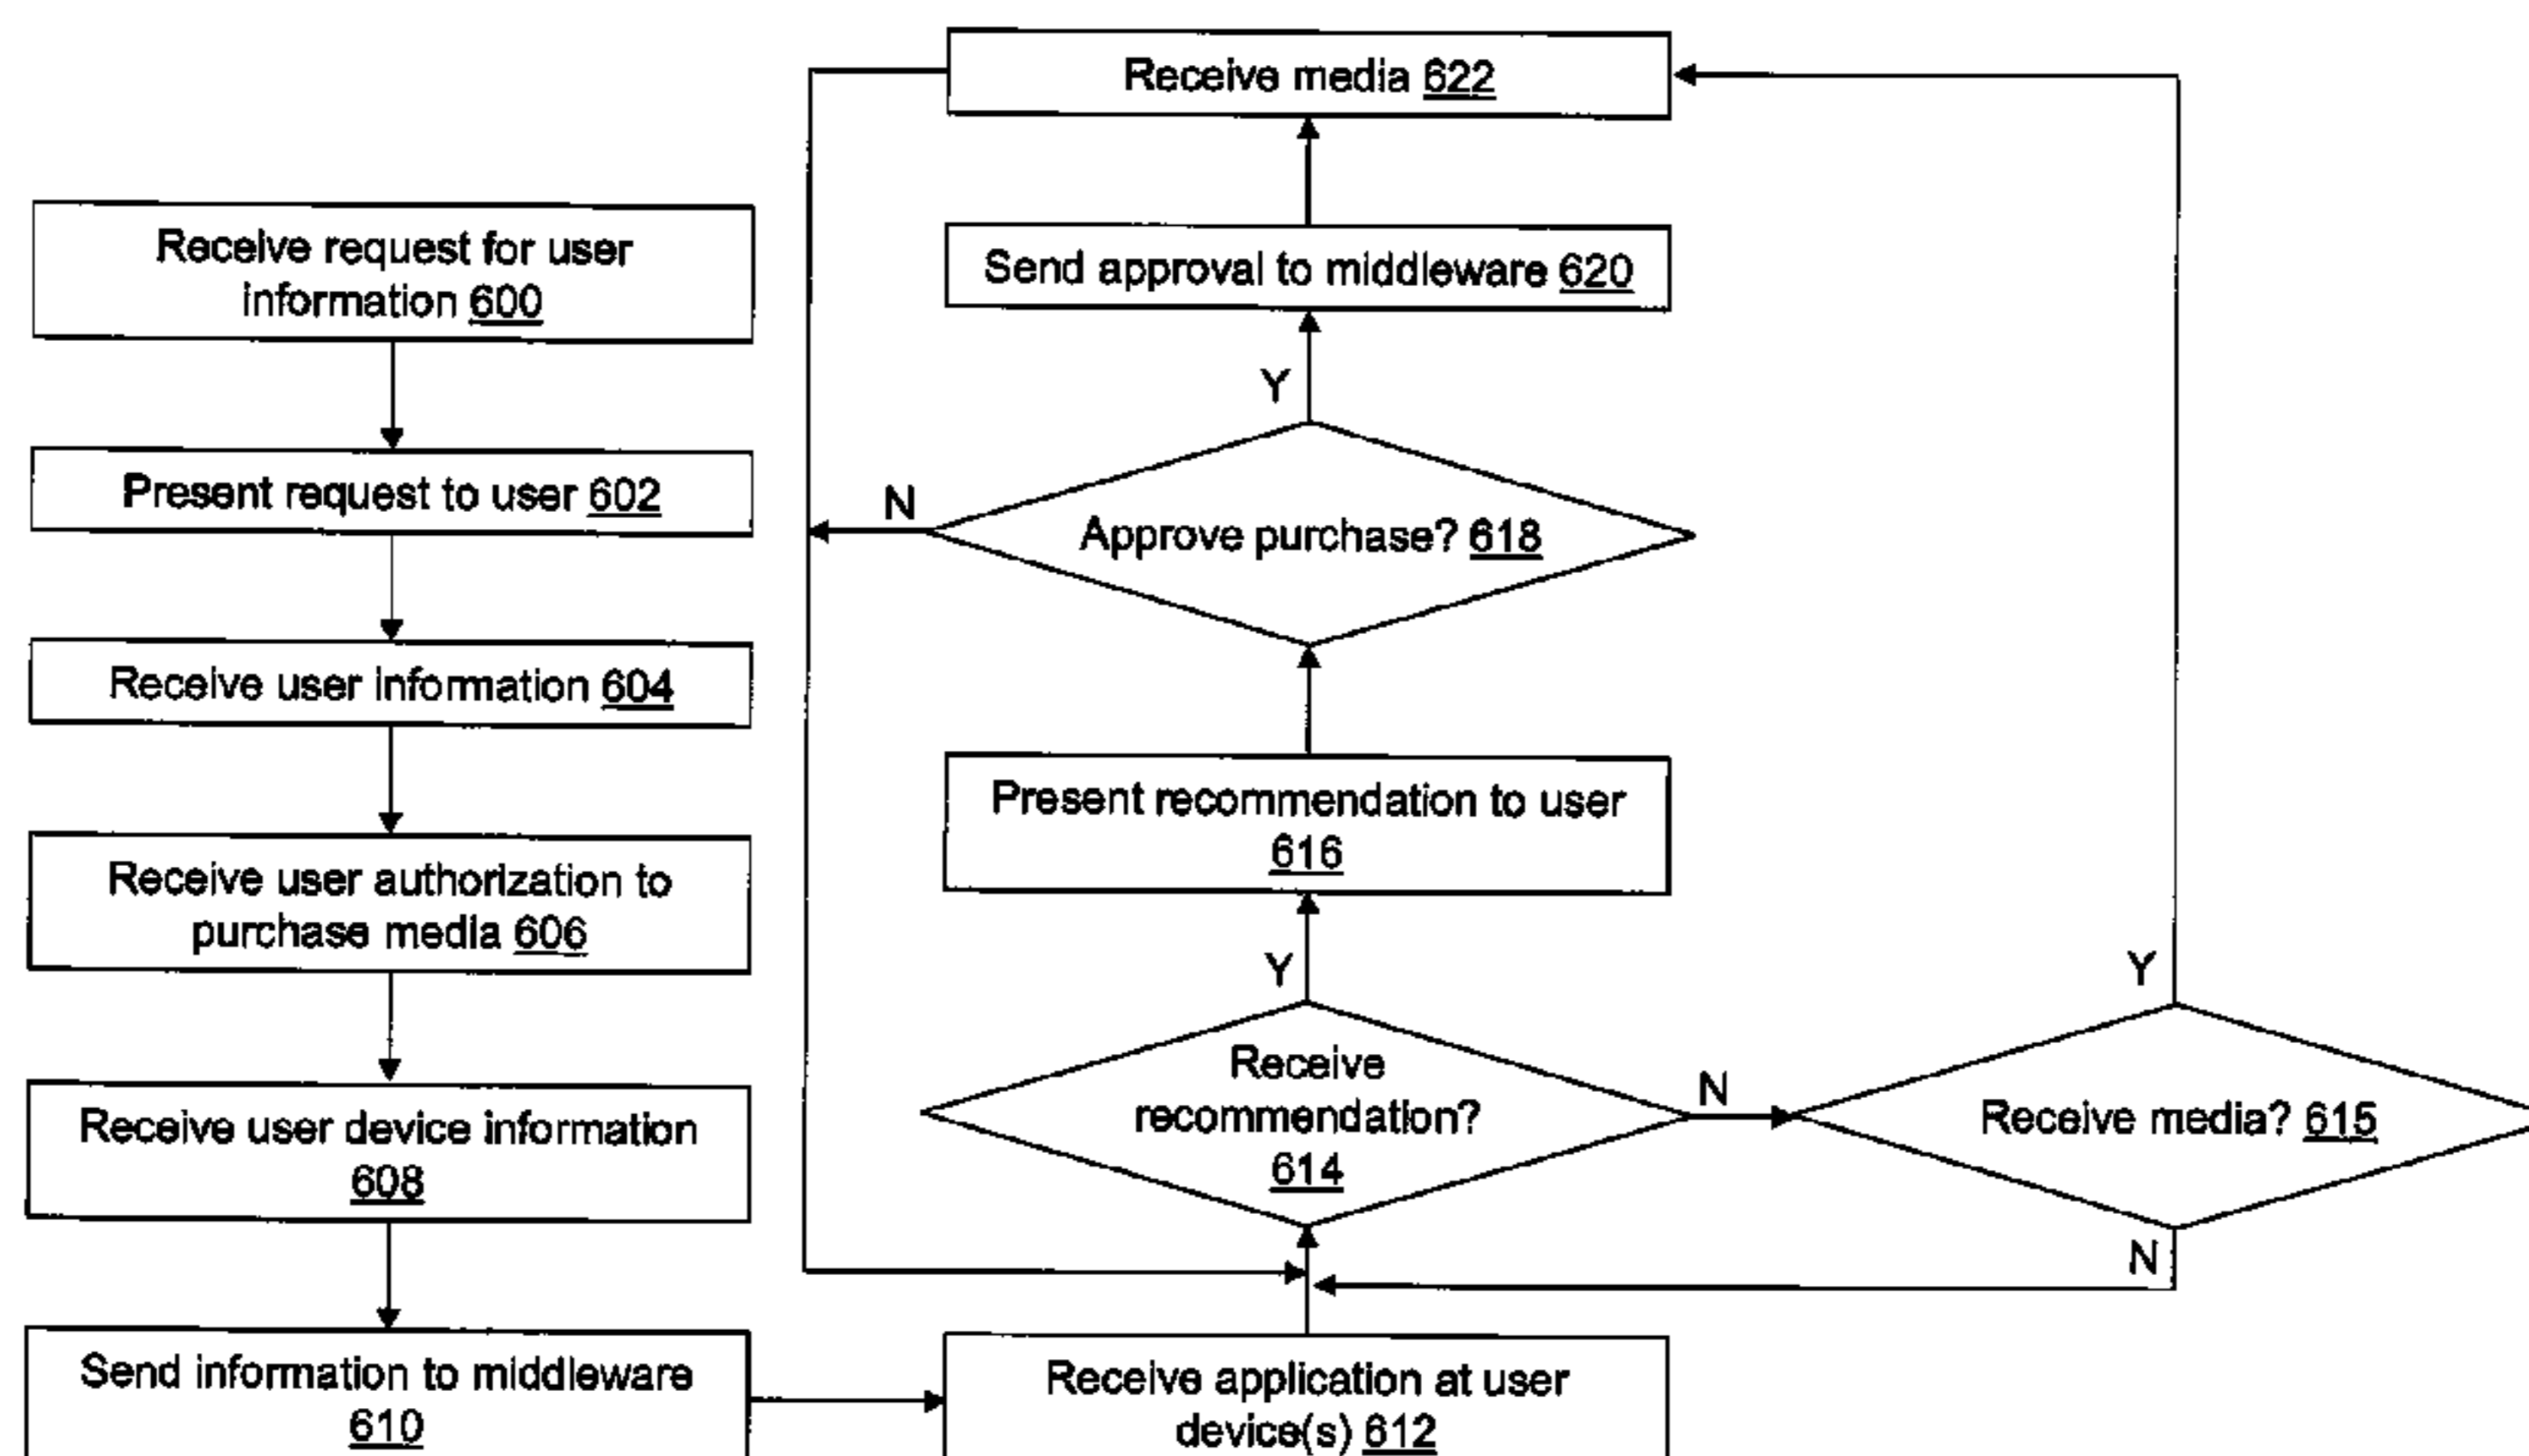 Receive request for user
information 600
Present request to user 602
Receive user information 604
Receive user authorization to
purchase media 606
Receive user device information
608
Send information to middleware
610
Receive application at user
device(s) 612
Receive
recommendation?
614
Y
N
Receive media? 615
Y
N
Present recommendation to user
616
Approve purchase? 618
N
Y
Send approval to middleware 620
Receive media 622